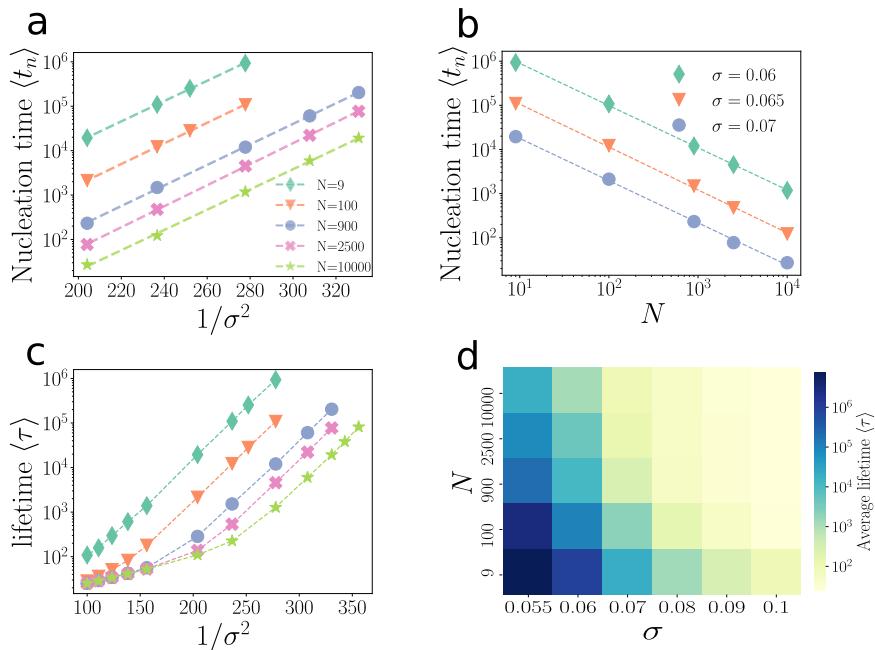 a
Nucleation time ⟨t_n⟩
10^6
10^5
10^4
10^3
10^2
N=9
N=100
N=900
N=2500
N=10000
200 220 240 260 280 300 320
1/σ^2
b
Nucleation time ⟨t_n⟩
10^6
10^5
10^4
10^3
10^2
σ = 0.06
σ = 0.065
σ = 0.07
10^1 10^2 10^3 10^4
N
c
lifetime ⟨τ⟩
10^6
10^5
10^4
10^3
10^2
100 150 200 250 300 350
1/σ^2
d
N
10000
2500
900
100
9
0.055 0.06 0.07 0.08 0.09 0.1
σ
10^6
10^5
10^4
10^3
10^2
Average lifetime ⟨τ⟩